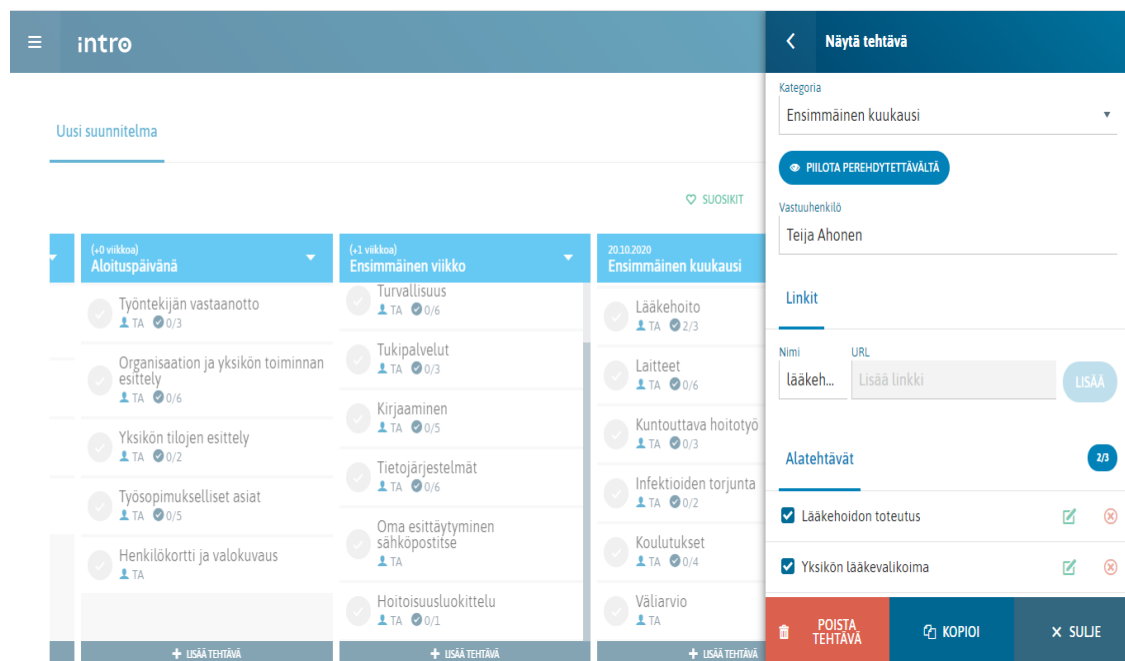 intro
Uusi suunnitelma
SUOSIKIT
(+0 viikkoa)
Aloituspäivänä
Työntekijän vastaanotto
TA 0/3
Organisaation ja yksikön toiminnan
esittely
TA 0/6
Yksikön tilojen esittely
TA 0/2
Työsopimukselliset asiat
TA 0/5
Henkilökortti ja valokuvaus
TA
+ LISÄÄ TEHTÄVÄ
(+1 viikkoa)
Ensimmäinen viikko
Turvallisuus
TA 0/6
Tukipalvelut
TA 0/3
Kirjaaminen
TA 0/5
Tietojärjestelmät
TA 0/6
Oma esittäytyminen
sähköpostitse
TA
Hoitoisuusluokittelu
TA 0/1
+ LISÄÄ TEHTÄVÄ
20.10.2020
Ensimmäinen kuukausi
Lääkehoito
TA 2/3
Laitteet
TA 0/6
Kuntouttava hoitotyö
TA 0/3
Infektioiden torjunta
TA 0/2
Koulutukset
TA 0/4
Väliarvio
TA
+ LISÄÄ TEHTÄVÄ
Näytä tehtävä
Kategoria
Ensimmäinen kuukausi
PIILOTA PEREHDYTETTÄVÄLTÄ
Vastuuhenkilö
Teija Ahonen
Linkit
Nimi URL
lääkeh... Lisää linkki LISÄÄ
Alatehtävät 2/3
Lääkehoidon toteutus
Yksikön lääkevalikoima
POISTA
TEHTÄVÄ
KOPIOI
SULJE